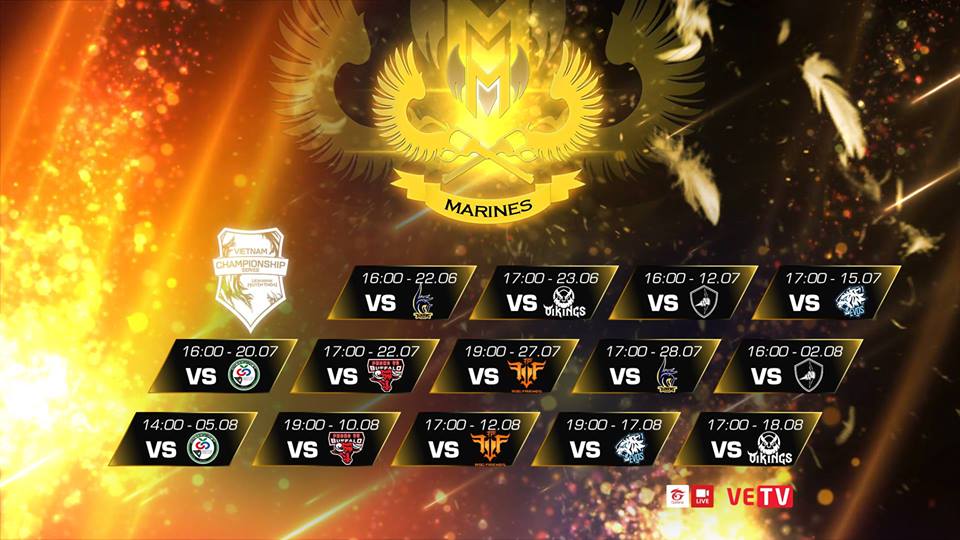 M
MARINES
VIETNAM
CHAMPIONSHIP
SERIES
16:00 - 22.06
17:00 - 23.06
16:00 - 12.07
17:00 - 15.07
VS
VS VIKINGS
VS
VS EVOS
16:00 - 20.07
17:00 - 22.07
19:00 - 27.07
17:00 - 28.07
16:00 - 02.08
VS
VS BUFFALO
VS
VS
VS
14:00 - 05.08
19:00 - 10.08
17:00 - 12.08
19:00 - 17.08
17:00 - 18.08
VS
VS BUFFALO
VS
VS EVOS
VS VIKINGS
Garena LIVE VETV